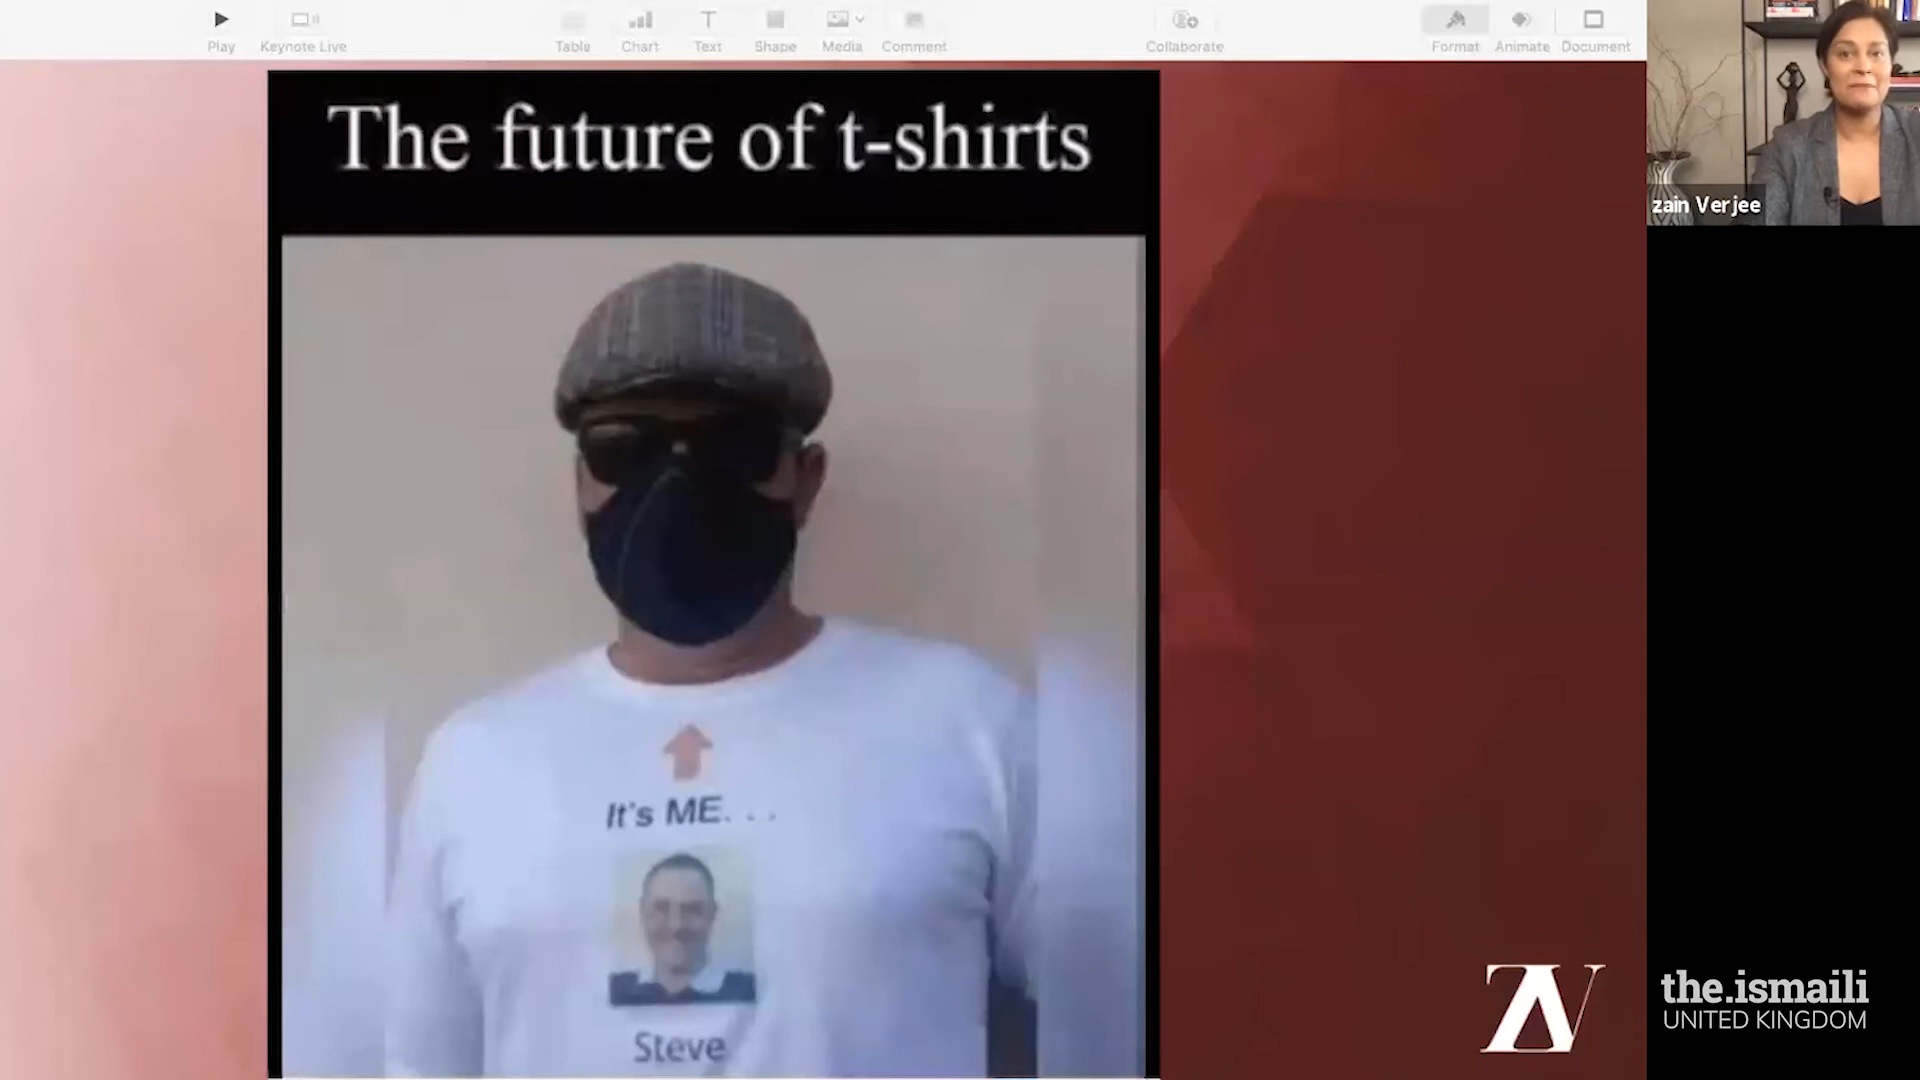 Play
Keynote Live
Table
Chart
Text
Shape
Media
Comment
Collaborate
Format
Animate
Document
zain Verjee
The future of t-shirts
It's ME. . .
Steve
ZV
the.ismaili
UNITED KINGDOM